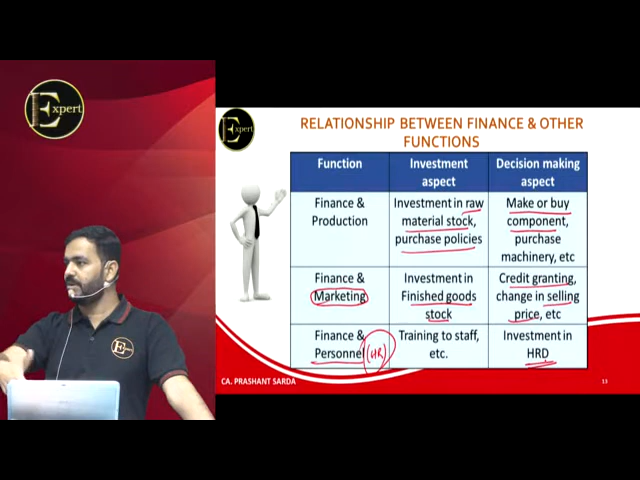 Expert
Expert
RELATIONSHIP BETWEEN FINANCE & OTHER
FUNCTIONS
Function
Investment
aspect
Decision making
aspect
Finance &
Production
Investment in raw
material stock,
purchase policies
Make or buy
component,
purchase
machinery, etc
Finance &
Marketing
Investment in
Finished goods
stock
Credit granting,
change in selling
price, etc
Finance &
Personnel (HR)
Training to staff,
etc.
Investment in
HRD
CA. PRASHANT SARDA
13